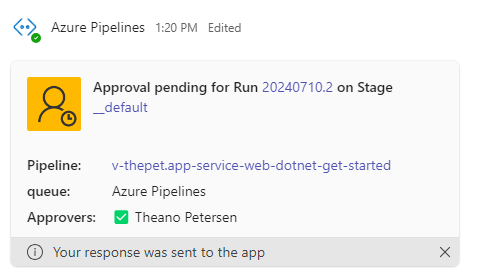 Azure Pipelines 1:20 PM Edited
Approval pending for Run 20240710.2 on Stage
__default
Pipeline: v-thepet.app-service-web-dotnet-get-started
queue: Azure Pipelines
Approvers: Theano Petersen
Your response was sent to the app